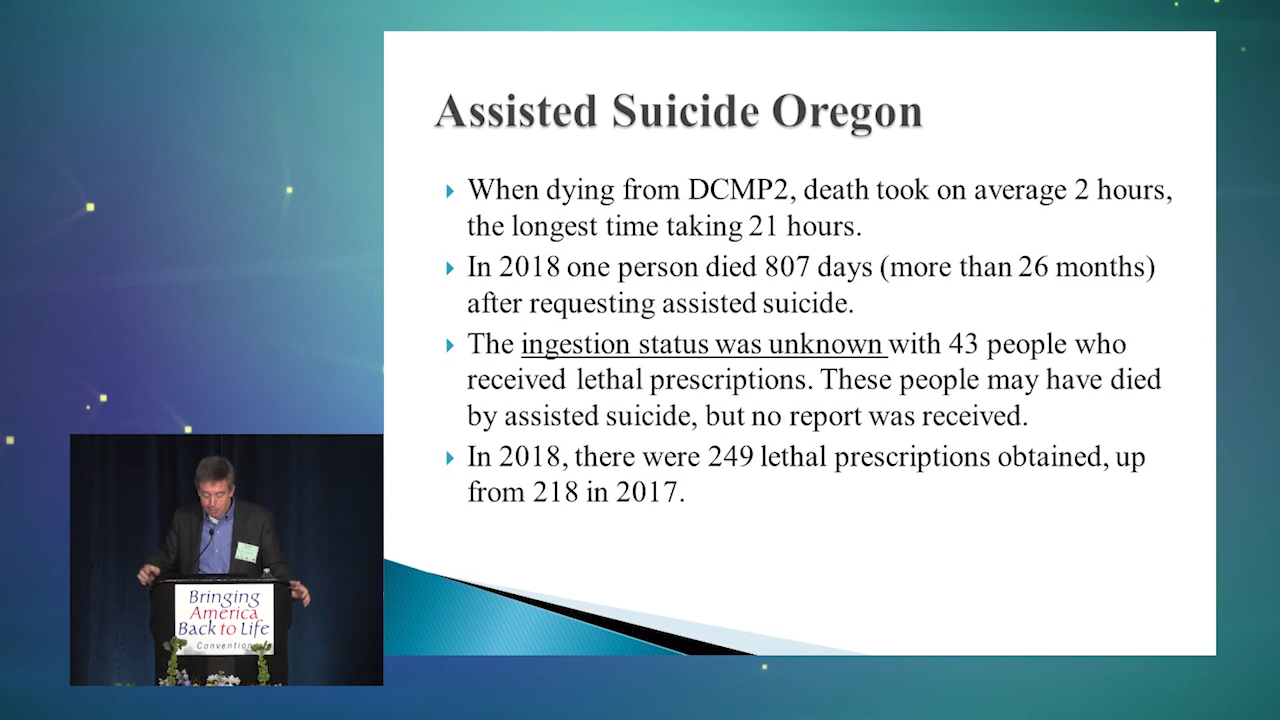 Assisted Suicide Oregon
When dying from DCMP2, death took on average 2 hours,
the longest time taking 21 hours.
In 2018 one person died 807 days (more than 26 months)
after requesting assisted suicide.
The ingestion status was unknown with 43 people who
received lethal prescriptions. These people may have died
by assisted suicide, but no report was received.
In 2018, there were 249 lethal prescriptions obtained, up
from 218 in 2017.
Bringing
America
Back to Life
Convention